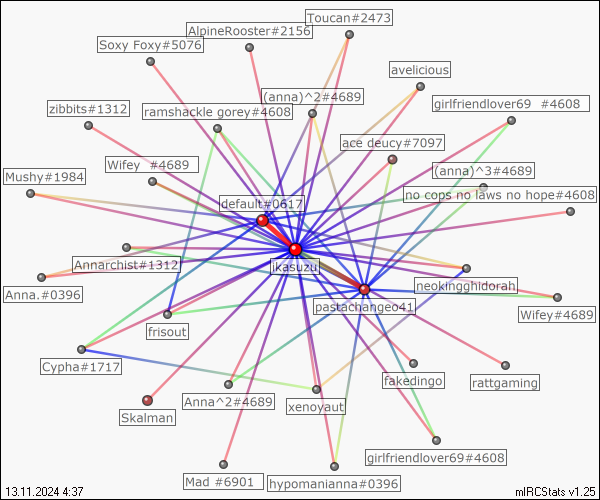 Toucan#2473
AlpineRooster#2156
Soxy Foxy#5076
avelicious
(anna)^2#4689
girlfriendlover69 #4608
zibbits#1312
ramshackle gorey#4608
ace deucy#7097
Wifey #4689
(anna)^3#4689
Mushy#1984
no cops no laws no hope#4608
default#0617
Annarchist#1312
jkasuzu
neokingghidorah
Anna.#0396
pastachangeo41
Wifey#4689
frisout
Cypha#1717
fakedingo
rattgaming
Anna^2#4689
xenoyaut
Skalman
girlfriendlover69#4608
Mad #6901
hypomanianna#0396
13.11.2024 4:37
mIRCStats v1.25